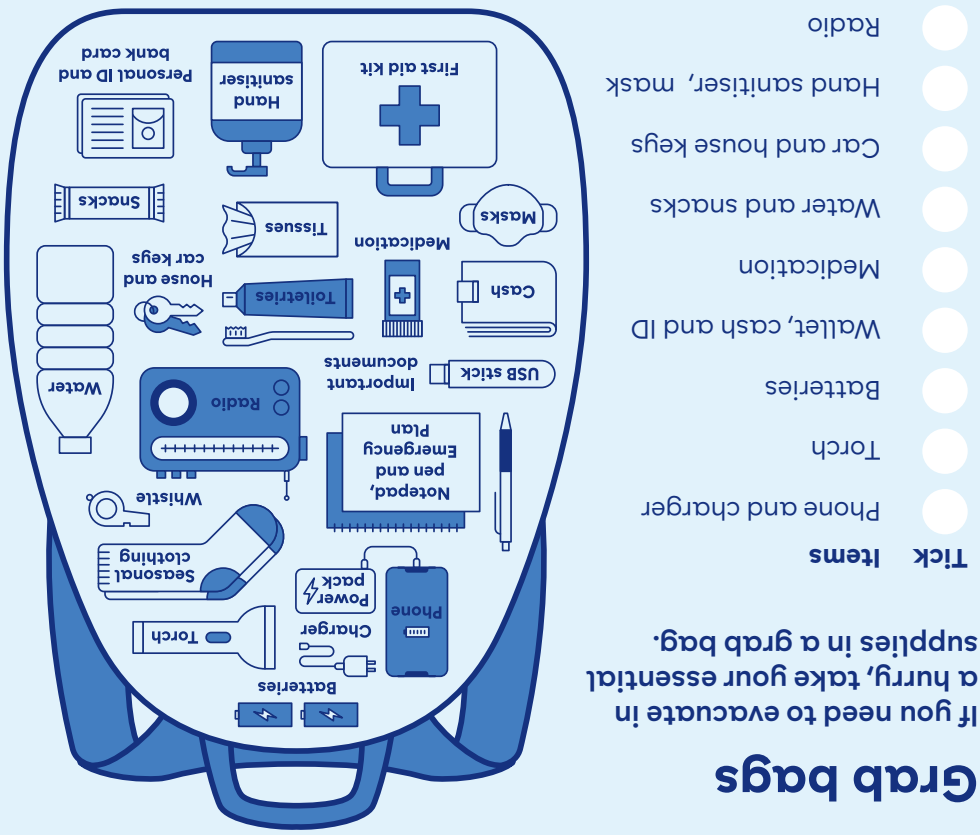 Grab bags
If you need to evacuate in
a hurry, take your essential
supplies in a grab bag.
Tick Items
Phone and charger
Torch
Batteries
Wallet, cash and ID
Medication
Water and snacks
Car and house keys
Hand sanitiser, mask
Radio
Batteries
Phone
Charger
Power
pack
Torch
Seasonal
clothing
Notepad,
pen and
Emergency
Plan
Whistle
Radio
Water
USB stick
Important
documents
Cash
Medication
Toiletries
House and
car keys
Masks
Tissues
Snacks
First aid kit
Hand
sanitiser
Personal ID and
bank card